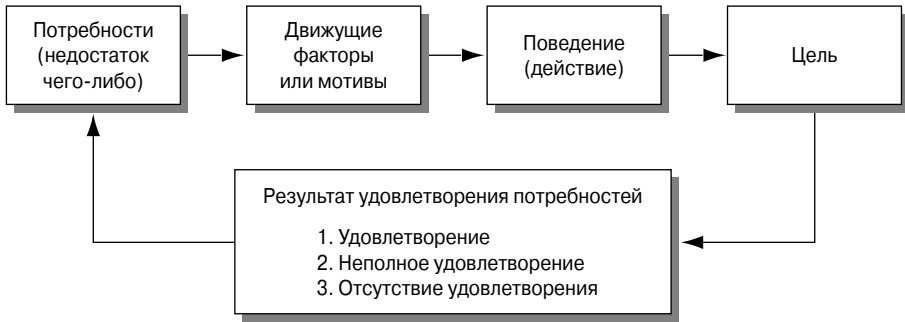 Потребности
(недостаток
чего-либо)
Движущие
факторы
или мотивы
Поведение
(действие)
Цель
Результат удовлетворения потребностей
1. Удовлетворение
2. Неполное удовлетворение
3. Отсутствие удовлетворения